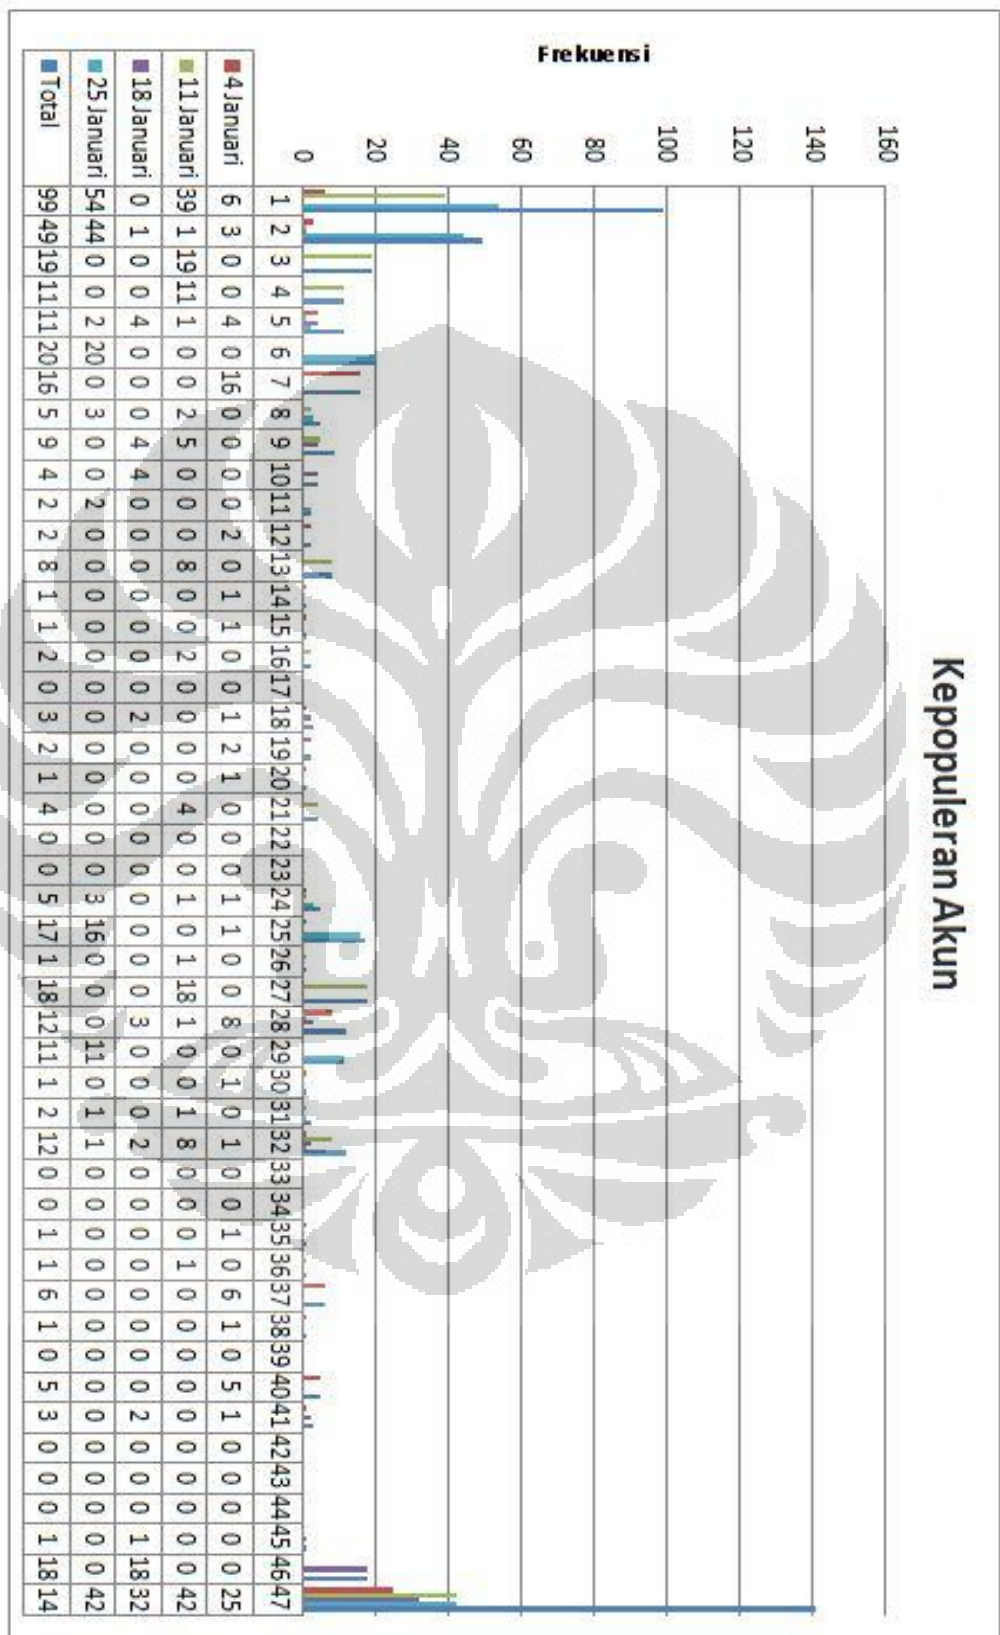 Kepopuleran Akun
160
140
120
100
80
60
40
20
0
Frekuensi
1 2 3 4 5 6 7 8 9 10 11 12 13 14 15 16 17 18 19 20 21 22 23 24 25 26 27 28 29 30 31 32 33 34 35 36 37 38 39 40 41 42 43 44 45 46 47
4 Januari 6 3 0 0 4 0 16 0 0 0 0 2 0 1 1 0 0 1 2 1 0 0 0 1 1 0 0 8 0 1 0 1 0 0 1 0 6 1 0 5 1 0 0 0 0 0 25
11 Januari 39 1 19 11 1 0 0 2 5 0 0 0 8 0 0 2 0 0 0 0 4 0 0 1 0 1 18 1 0 0 1 8 0 0 0 1 0 0 0 0 0 0 0 0 0 0 42
18 Januari 0 1 0 0 4 0 0 0 4 4 0 0 0 0 0 0 0 2 0 0 0 0 0 0 0 0 0 3 0 0 0 2 0 0 0 0 0 0 0 0 2 0 0 0 1 18 32
25 Januari 54 44 0 0 2 20 0 3 0 0 2 0 0 0 0 0 0 0 0 0 0 0 0 3 16 0 0 0 11 0 1 1 0 0 0 0 0 0 0 0 0 0 0 0 0 0 42
Total 99 49 19 11 11 20 16 5 9 4 2 2 8 1 1 2 0 3 2 1 4 0 0 5 17 1 18 12 11 1 2 12 0 0 1 1 6 1 0 5 3 0 0 0 1 18 14